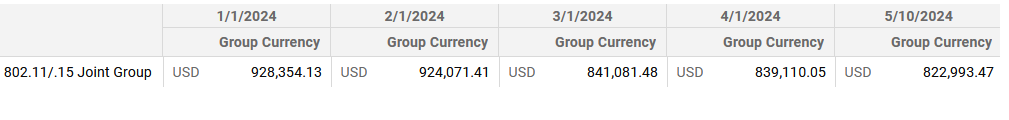 1/1/2024 2/1/2024 3/1/2024 4/1/2024 5/10/2024
Group Currency Group Currency Group Currency Group Currency Group Currency
802.11/.15 Joint Group USD 928,354.13 USD 924,071.41 USD 841,081.48 USD 839,110.05 USD 822,993.47